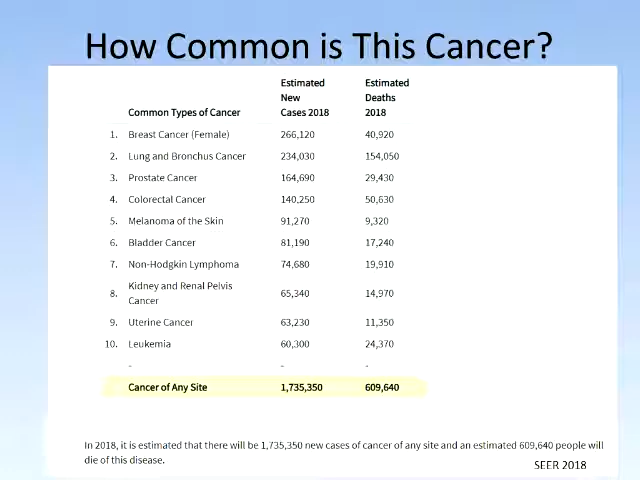 How Common is This Cancer?
Estimated Estimated
New Deaths
Common Types of Cancer Cases 2018 2018
1. Breast Cancer (Female) 266,120 40,920
2. Lung and Bronchus Cancer 234,030 154,050
3. Prostate Cancer 164,690 29,430
4. Colorectal Cancer 140,250 50,630
5. Melanoma of the Skin 91,270 9,320
6. Bladder Cancer 81,190 17,240
7. Non-Hodgkin Lymphoma 74,680 19,910
8. Kidney and Renal Pelvis
Cancer 65,340 14,970
9. Uterine Cancer 63,230 11,350
10. Leukemia 60,300 24,370
- - -
Cancer of Any Site 1,735,350 609,640
In 2018, it is estimated that there will be 1,735,350 new cases of cancer of any site and an estimated 609,640 people will
die of this disease.
SEER 2018